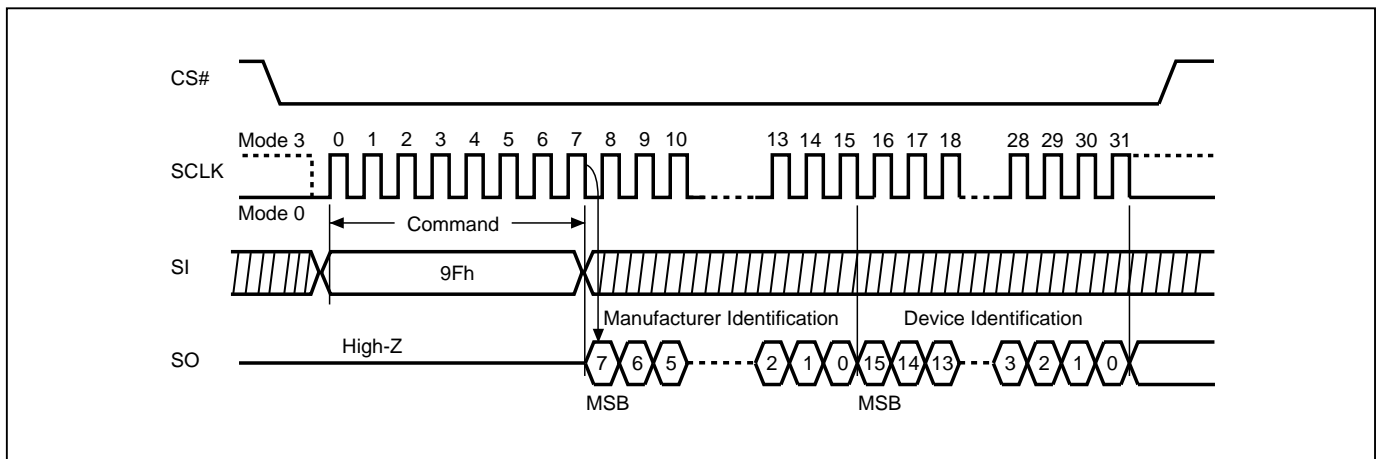 CS#
Mode 3 0 1 2 3 4 5 6 7 8 9 10 13 14 15 16 17 18 28 29 30 31
SCLK
Mode 0
Command
SI 9Fh
Manufacturer Identification Device Identification
High-Z
SO 7 6 5 2 1 0 15 14 13 3 2 1 0
MSB MSB